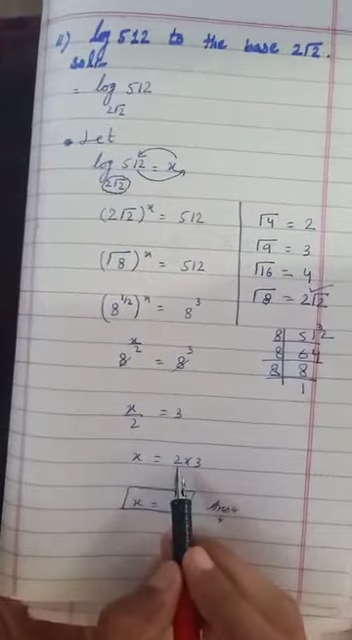 ii) log 512 to the base 2√2.
Soln
= log 512
2√2
• Let
log 512 = x
2√2
(2√2)^x = 512
(√8)^x = 512
(8^1/2)^x = 8^3
8^x/2 = 8^3
x/2 = 3
x = 2×3
x =
√4 = 2
√9 = 3
√16 = 4
√8 = 2√2
8 | 512
8 | 64
8 | 8
1